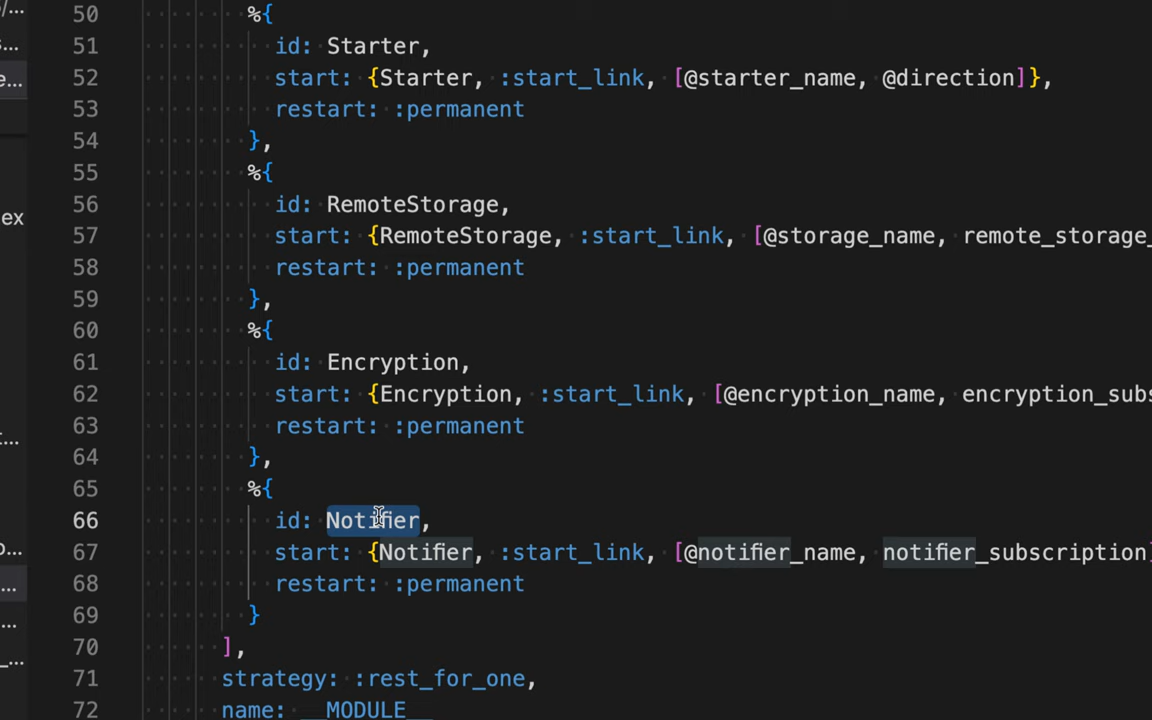 /...
50 %{
s... 51 id: Starter,
e... 52 start: {Starter, :start_link, [@starter_name, @direction]},
53 restart: :permanent
54 },
55 %{
ex 56 id: RemoteStorage,
57 start: {RemoteStorage, :start_link, [@storage_name, remote_storage_
58 restart: :permanent
59 },
60 %{
61 id: Encryption,
62 start: {Encryption, :start_link, [@encryption_name, encryption_subs
t... 63 restart: :permanent
64 },
65 %{
66 id: Notifier,
... 67 start: {Notifier, :start_link, [@notifier_name, notifier_subscription]
... 68 restart: :permanent
... 69 }
_... 70 ],
71 strategy: :rest_for_one,
72 name: __MODULE__